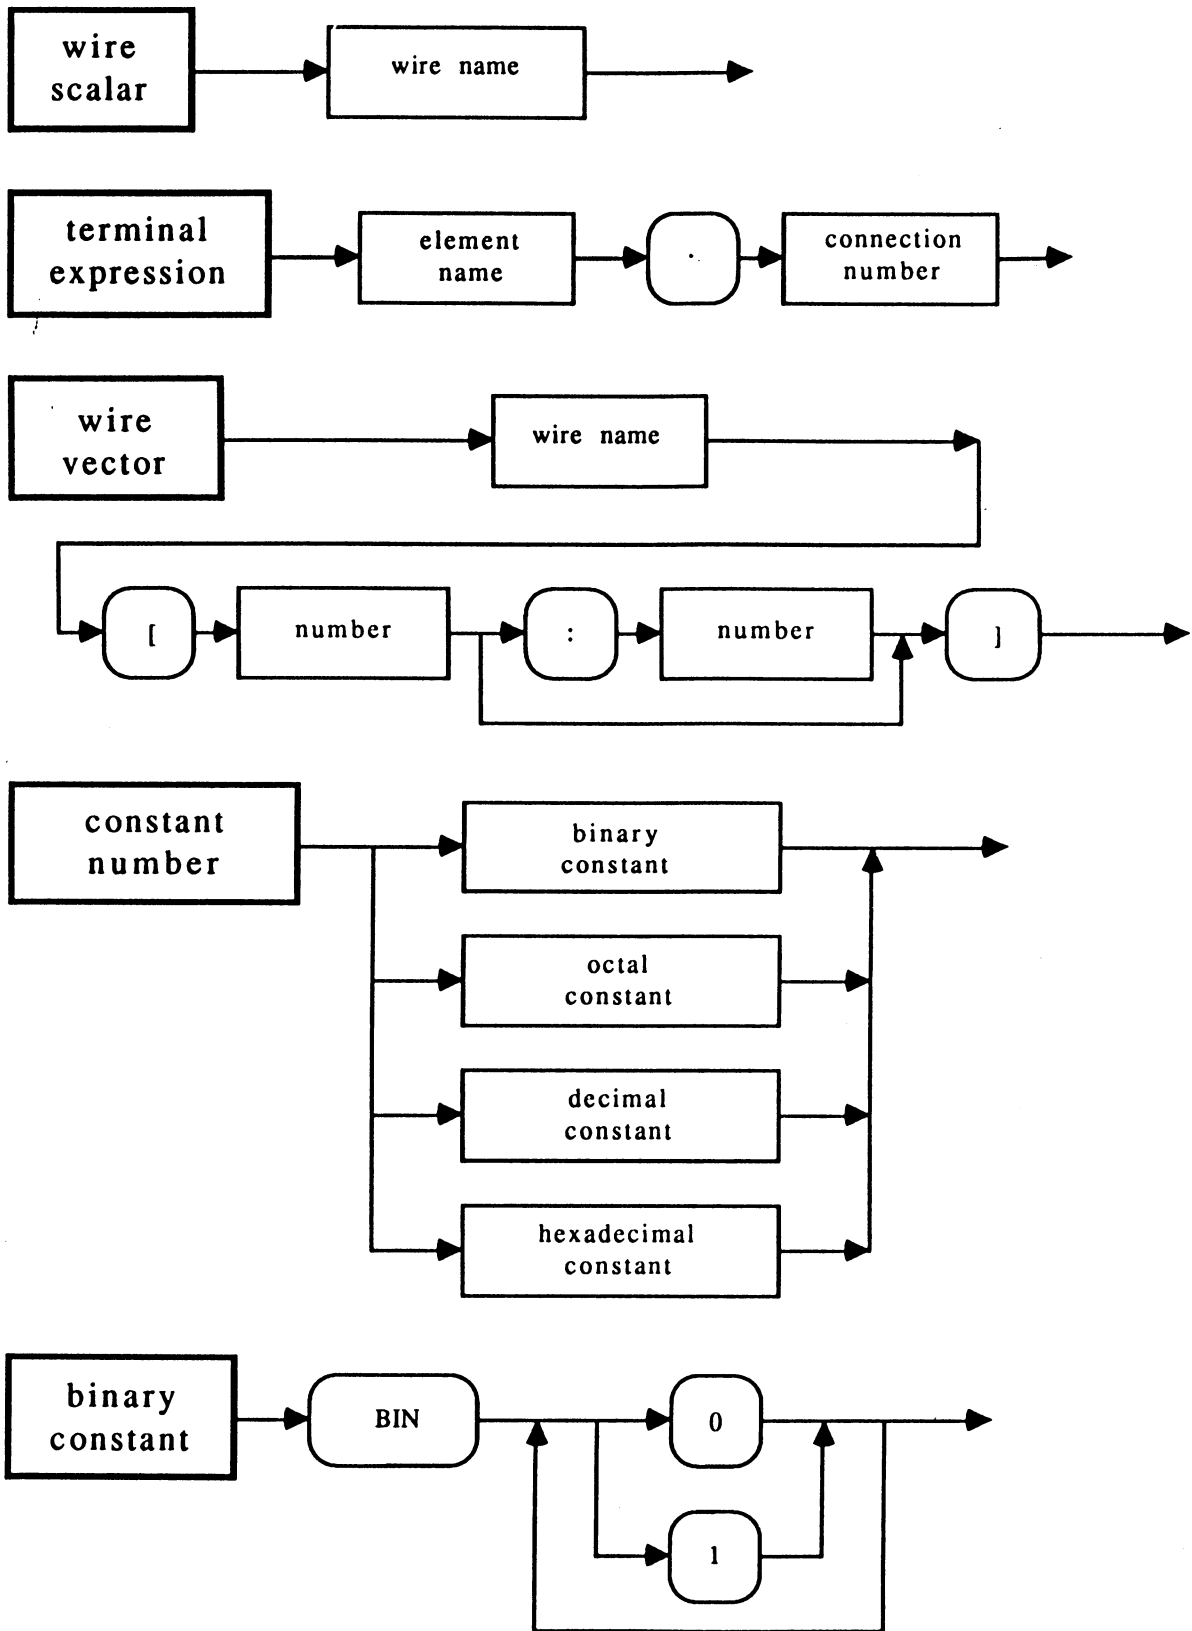 wire
scalar
wire name
terminal
expression
element
name
.
connection
number
wire
vector
wire name
[
number
:
number
]
constant
number
binary
constant
octal
constant
decimal
constant
hexadecimal
constant
binary
constant
BIN
0
1